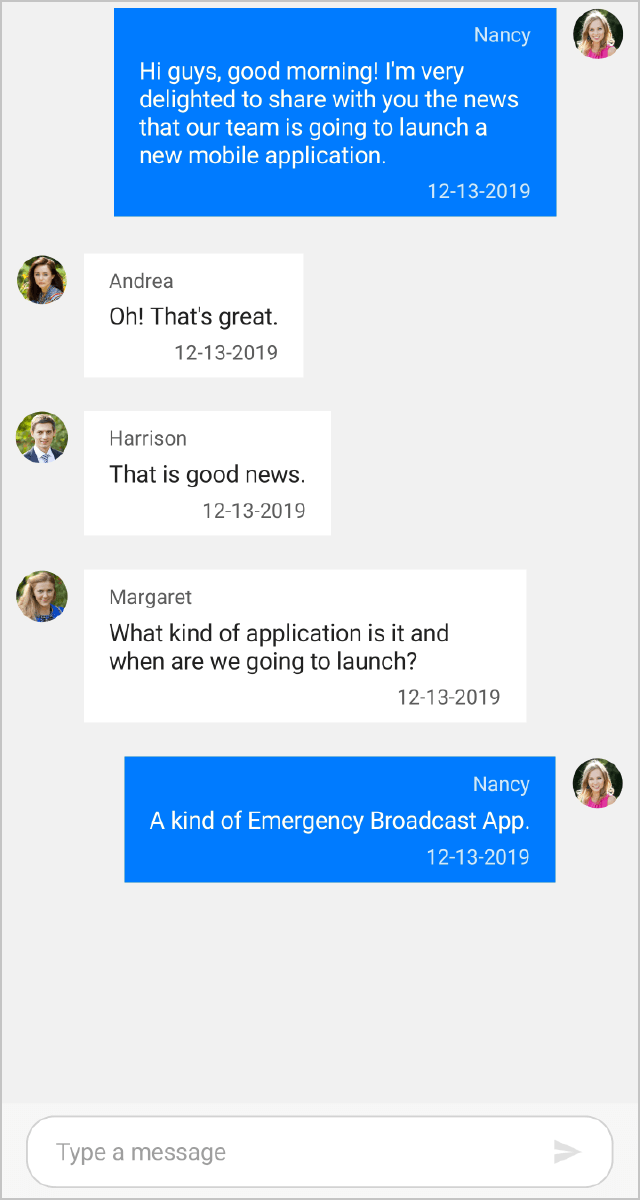 Nancy
Hi guys, good morning! I'm very
delighted to share with you the news
that our team is going to launch a
new mobile application.
12-13-2019
Andrea
Oh! That's great.
12-13-2019
Harrison
That is good news.
12-13-2019
Margaret
What kind of application is it and
when are we going to launch?
12-13-2019
Nancy
A kind of Emergency Broadcast App.
12-13-2019
Type a message